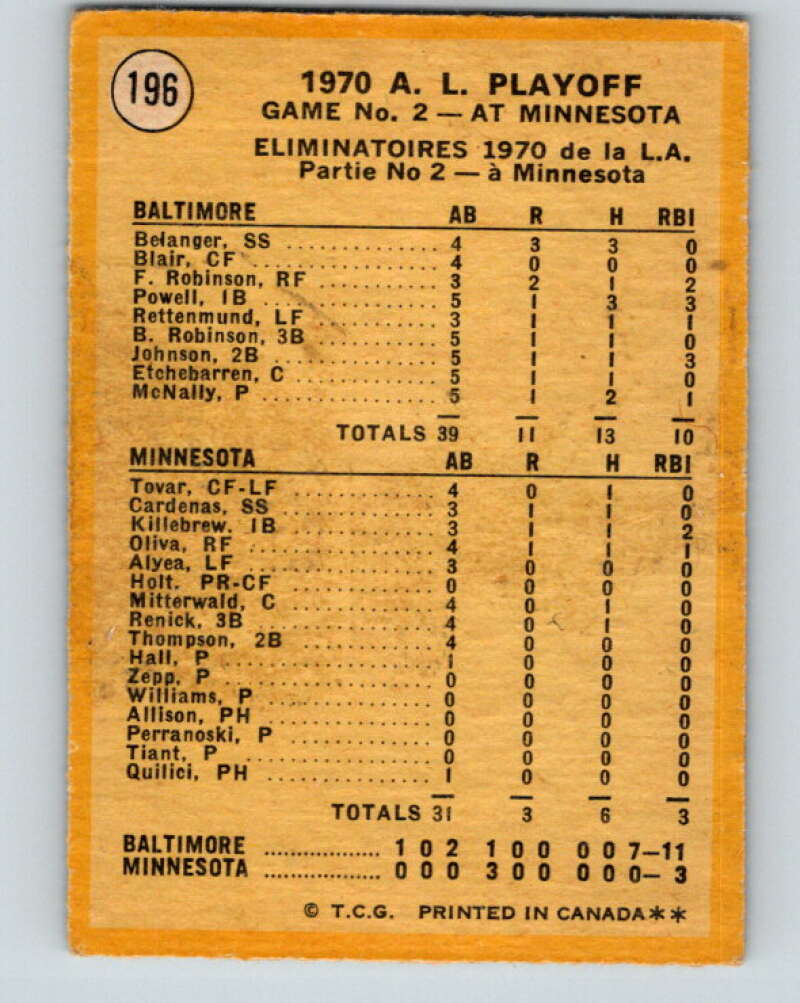 196
1970 A. L. PLAYOFF
GAME No. 2 — AT MINNESOTA
ELIMINATOIRES 1970 de la L.A.
Partie No 2 — à Minnesota
BALTIMORE AB R H RBI
Belanger, SS ............ 4 3 3 0
Blair, CF ............ 4 0 0 0
F. Robinson, RF ............ 3 2 1 2
Powell, 1B ............ 5 1 3 3
Rettenmund, LF ............ 3 1 1 1
B. Robinson, 3B ............ 5 1 1 0
Johnson, 2B ............ 5 1 1 3
Etchebarren, C ............ 5 1 1 0
McNally, P ............ 5 1 2 1
TOTALS 39 11 13 10
MINNESOTA AB R H RBI
Tovar, CF-LF ............ 4 0 1 0
Cardenas, SS ............ 3 1 1 0
Killebrew. 1B ............ 3 1 1 2
Oliva, RF ............ 4 1 1 1
Alyea, LF ............ 3 0 0 0
Holt. PR-CF ............ 0 0 0 0
Mitterwald, C ............ 4 0 1 0
Renick, 3B ............ 4 0 1 0
Thompson, 2B ............ 4 0 0 0
Hall, P ............ 1 0 0 0
Zepp, P ............ 0 0 0 0
Williams, P ............ 0 0 0 0
Allison, PH ............ 0 0 0 0
Perranoski, P ............ 0 0 0 0
Tiant, P ............ 0 0 0 0
Quilici, PH ............ 1 0 0 0
TOTALS 31 3 6 3
BALTIMORE ............ 1 0 2 1 0 0 0 0 7—11
MINNESOTA ............ 0 0 0 3 0 0 0 0 0— 3
© T.C.G. PRINTED IN CANADA**